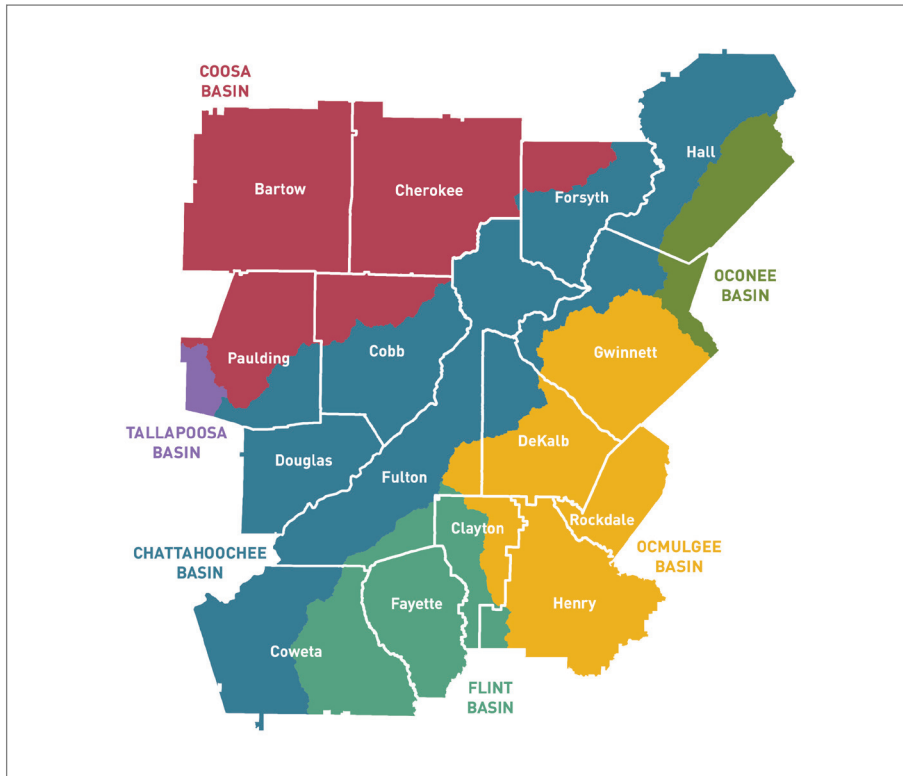 COOSA
BASIN
Hall
Bartow
Cherokee
Forsyth
OCONEE
BASIN
Paulding
Cobb
Gwinnett
TALLAPOOSA
BASIN
DeKalb
Douglas
Fulton
Clayton
Rockdale
CHATTAHOOCHEE
BASIN
OCMULGEE
BASIN
Fayette
Henry
Coweta
FLINT
BASIN